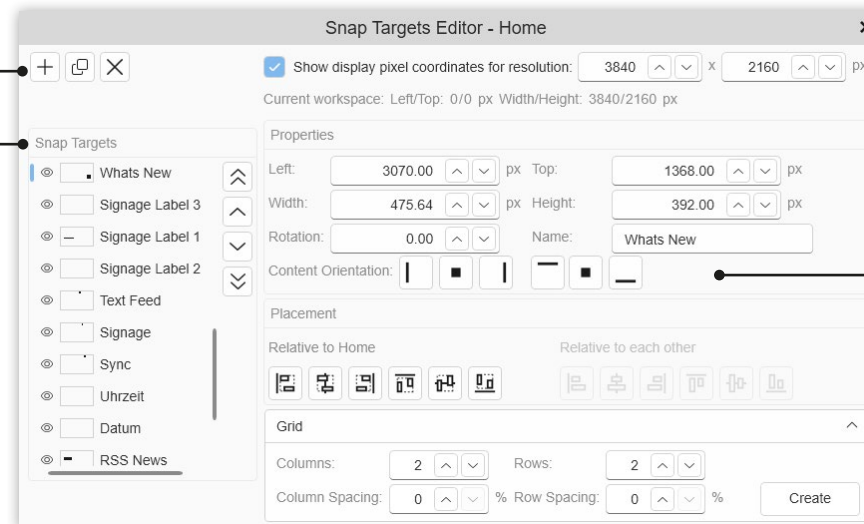 Snap Targets Editor - Home
Show display pixel coordinates for resolution: 3840 x 2160 px
Current workspace: Left/Top: 0/0 px Width/Height: 3840/2160 px
Snap Targets
Whats New
Signage Label 3
Signage Label 1
Signage Label 2
Text Feed
Signage
Sync
Uhrzeit
Datum
RSS News
Properties
Left: 3070.00 px Top: 1368.00 px
Width: 475.64 px Height: 392.00 px
Rotation: 0.00 Name: Whats New
Content Orientation:
Placement
Relative to Home Relative to each other
Grid
Columns: 2 Rows: 2
Column Spacing: 0 % Row Spacing: 0 % Create